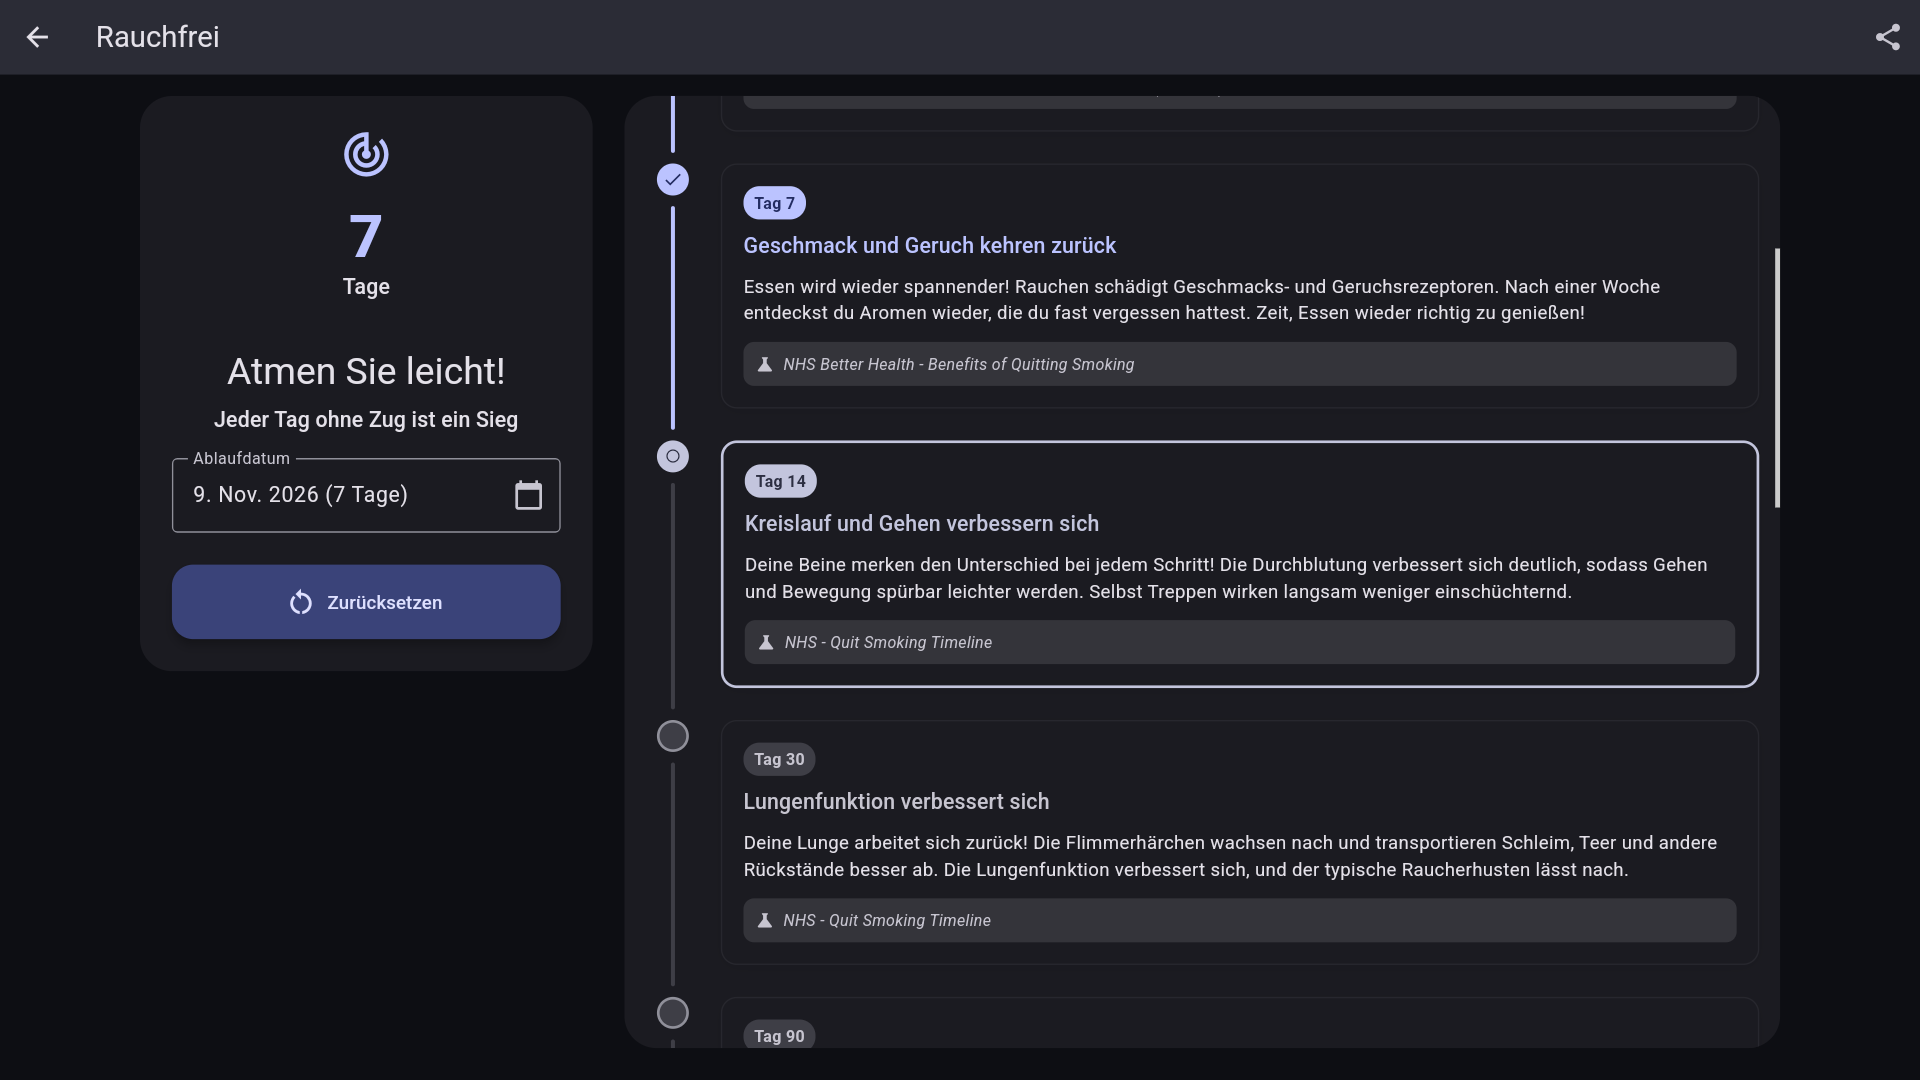 Rauchfrei
7
Tage
Atmen Sie leicht!
Jeder Tag ohne Zug ist ein Sieg
Ablaufdatum
9. Nov. 2026 (7 Tage)
Zurücksetzen
Tag 7
Geschmack und Geruch kehren zurück
Essen wird wieder spannender! Rauchen schädigt Geschmacks- und Geruchsrezeptoren. Nach einer Woche
entdeckst du Aromen wieder, die du fast vergessen hattest. Zeit, Essen wieder richtig zu genießen!
NHS Better Health - Benefits of Quitting Smoking
Tag 14
Kreislauf und Gehen verbessern sich
Deine Beine merken den Unterschied bei jedem Schritt! Die Durchblutung verbessert sich deutlich, sodass Gehen
und Bewegung spürbar leichter werden. Selbst Treppen wirken langsam weniger einschüchternd.
NHS - Quit Smoking Timeline
Tag 30
Lungenfunktion verbessert sich
Deine Lunge arbeitet sich zurück! Die Flimmerhärchen wachsen nach und transportieren Schleim, Teer und andere
Rückstände besser ab. Die Lungenfunktion verbessert sich, und der typische Raucherhusten lässt nach.
NHS - Quit Smoking Timeline
Tag 90